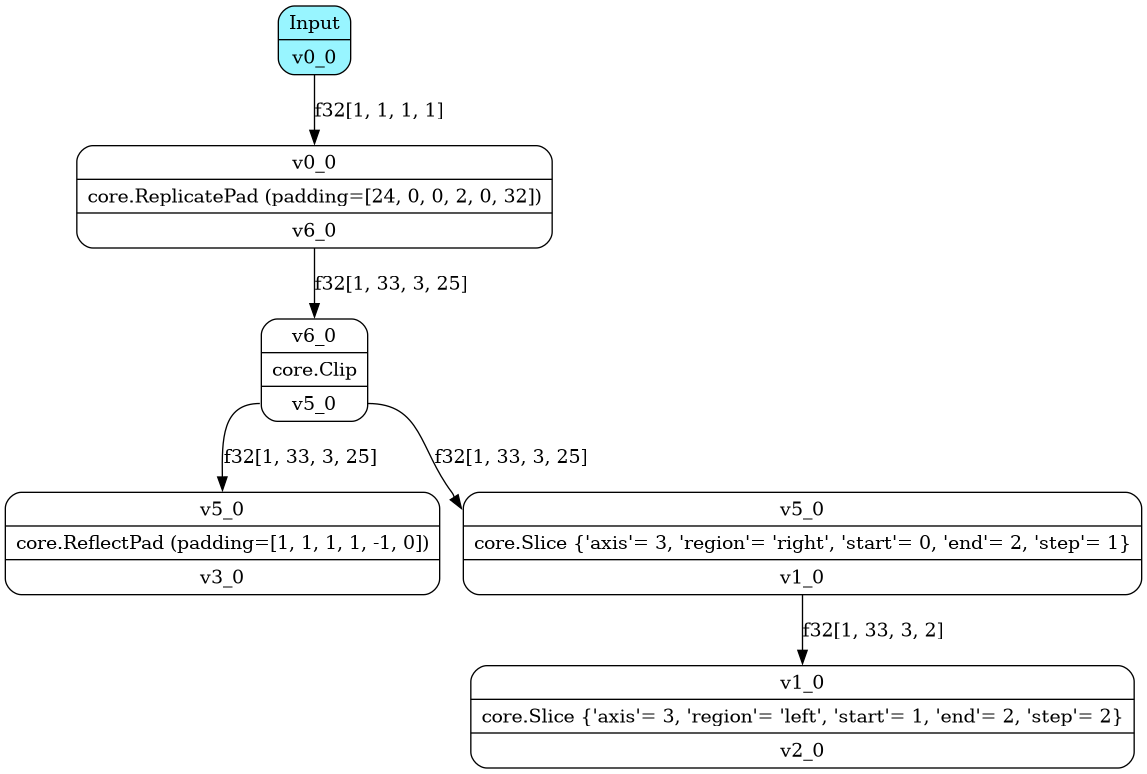 Input
v0_0
f32[1, 1, 1, 1]
v0_0
core.ReplicatePad (padding=[24, 0, 0, 2, 0, 32])
v6_0
f32[1, 33, 3, 25]
v6_0
core.Clip
v5_0
f32[1, 33, 3, 25]
f32[1, 33, 3, 25]
v5_0
core.ReflectPad (padding=[1, 1, 1, 1, -1, 0])
v3_0
v5_0
core.Slice {'axis'= 3, 'region'= 'right', 'start'= 0, 'end'= 2, 'step'= 1}
v1_0
f32[1, 33, 3, 2]
v1_0
core.Slice {'axis'= 3, 'region'= 'left', 'start'= 1, 'end'= 2, 'step'= 2}
v2_0